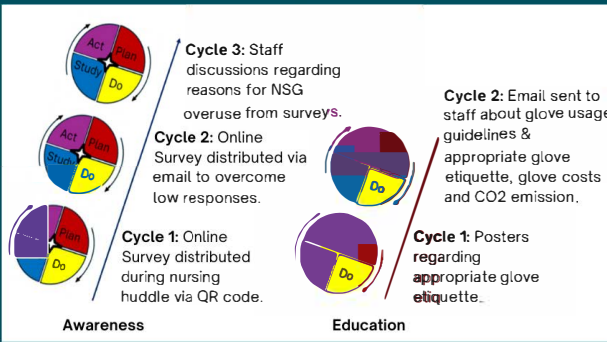 Act
Plan
Study
Do
Cycle 3: Staff
discussions regarding
reasons for NSG
overuse from surveys.
Act
Plan
Study
Do
Cycle 2: Online
Survey distributed via
email to overcome
low responses.
Plan
Do
Cycle 1: Online
Survey distributed
during nursing
huddle via QR code.
Awareness
Do
Cycle 2: Email sent to
staff about glove usage
guidelines &
appropriate glove
etiquette, glove costs
and CO2 emission.
Do
Cycle 1: Posters
regarding
appropriate glove
etiq
Education